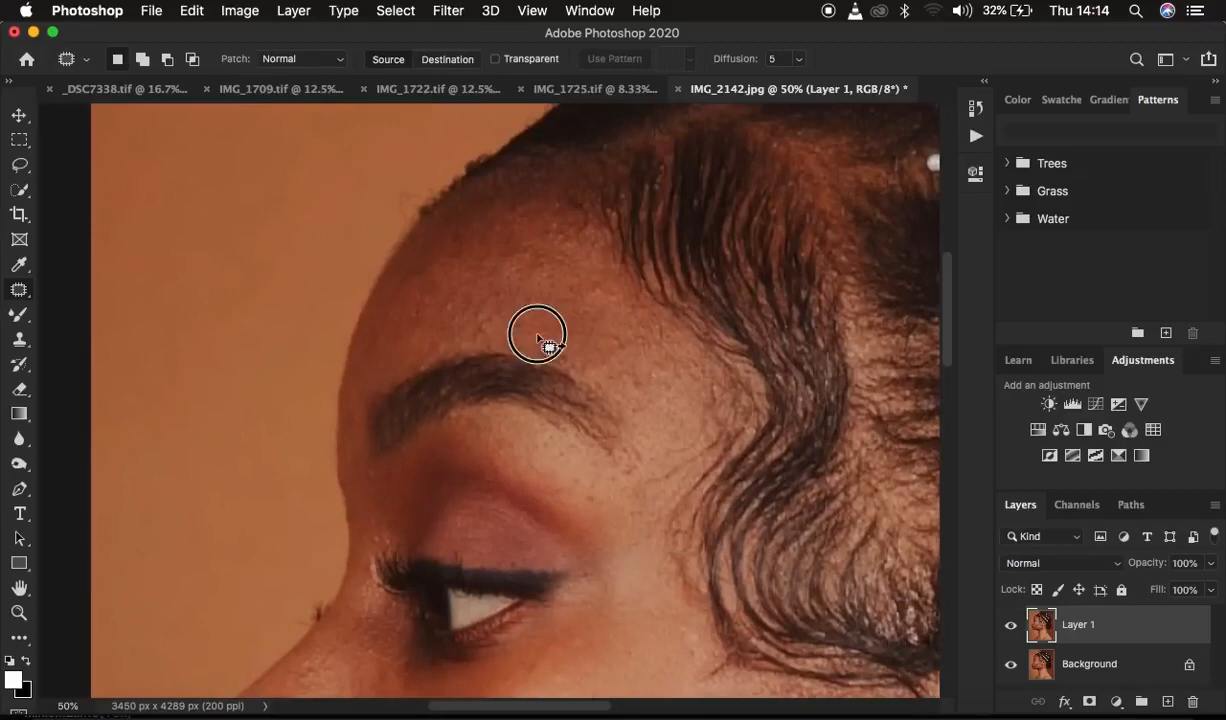 Photoshop File Edit Image Layer Type Select Filter 3D View Window Help 32% Thu 14:14
Adobe Photoshop 2020
Patch: Normal Source Destination Transparent Use Pattern Diffusion: 5
_DSC7338.tif @ 16.7%... IMG_1709.tif @ 12.5%... IMG_1722.tif @ 12.5%... IMG_1725.tif @ 8.33%... IMG_2142.jpg @ 50% (Layer 1, RGB/8*) *
Color Swatche Gradien Patterns
Trees
Grass
Water
Learn Libraries Adjustments
Add an adjustment
Layers Channels Paths
Kind
Normal Opacity: 100%
Lock: Fill: 100%
Layer 1
Background
50% 3450 px x 4289 px (200 ppi)